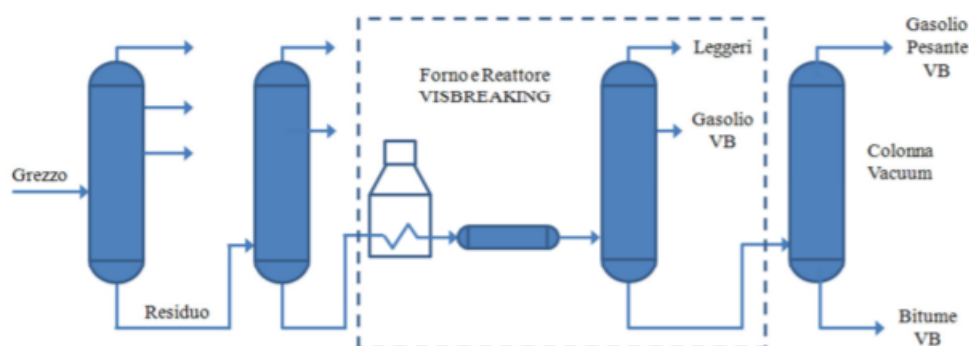 Grezzo
Residuo
Forno e Reattore
VISBREAKING
Leggeri
Gasolio
VB
Gasolio
Pesante
VB
Colonna
Vacuum
Bitume
VB